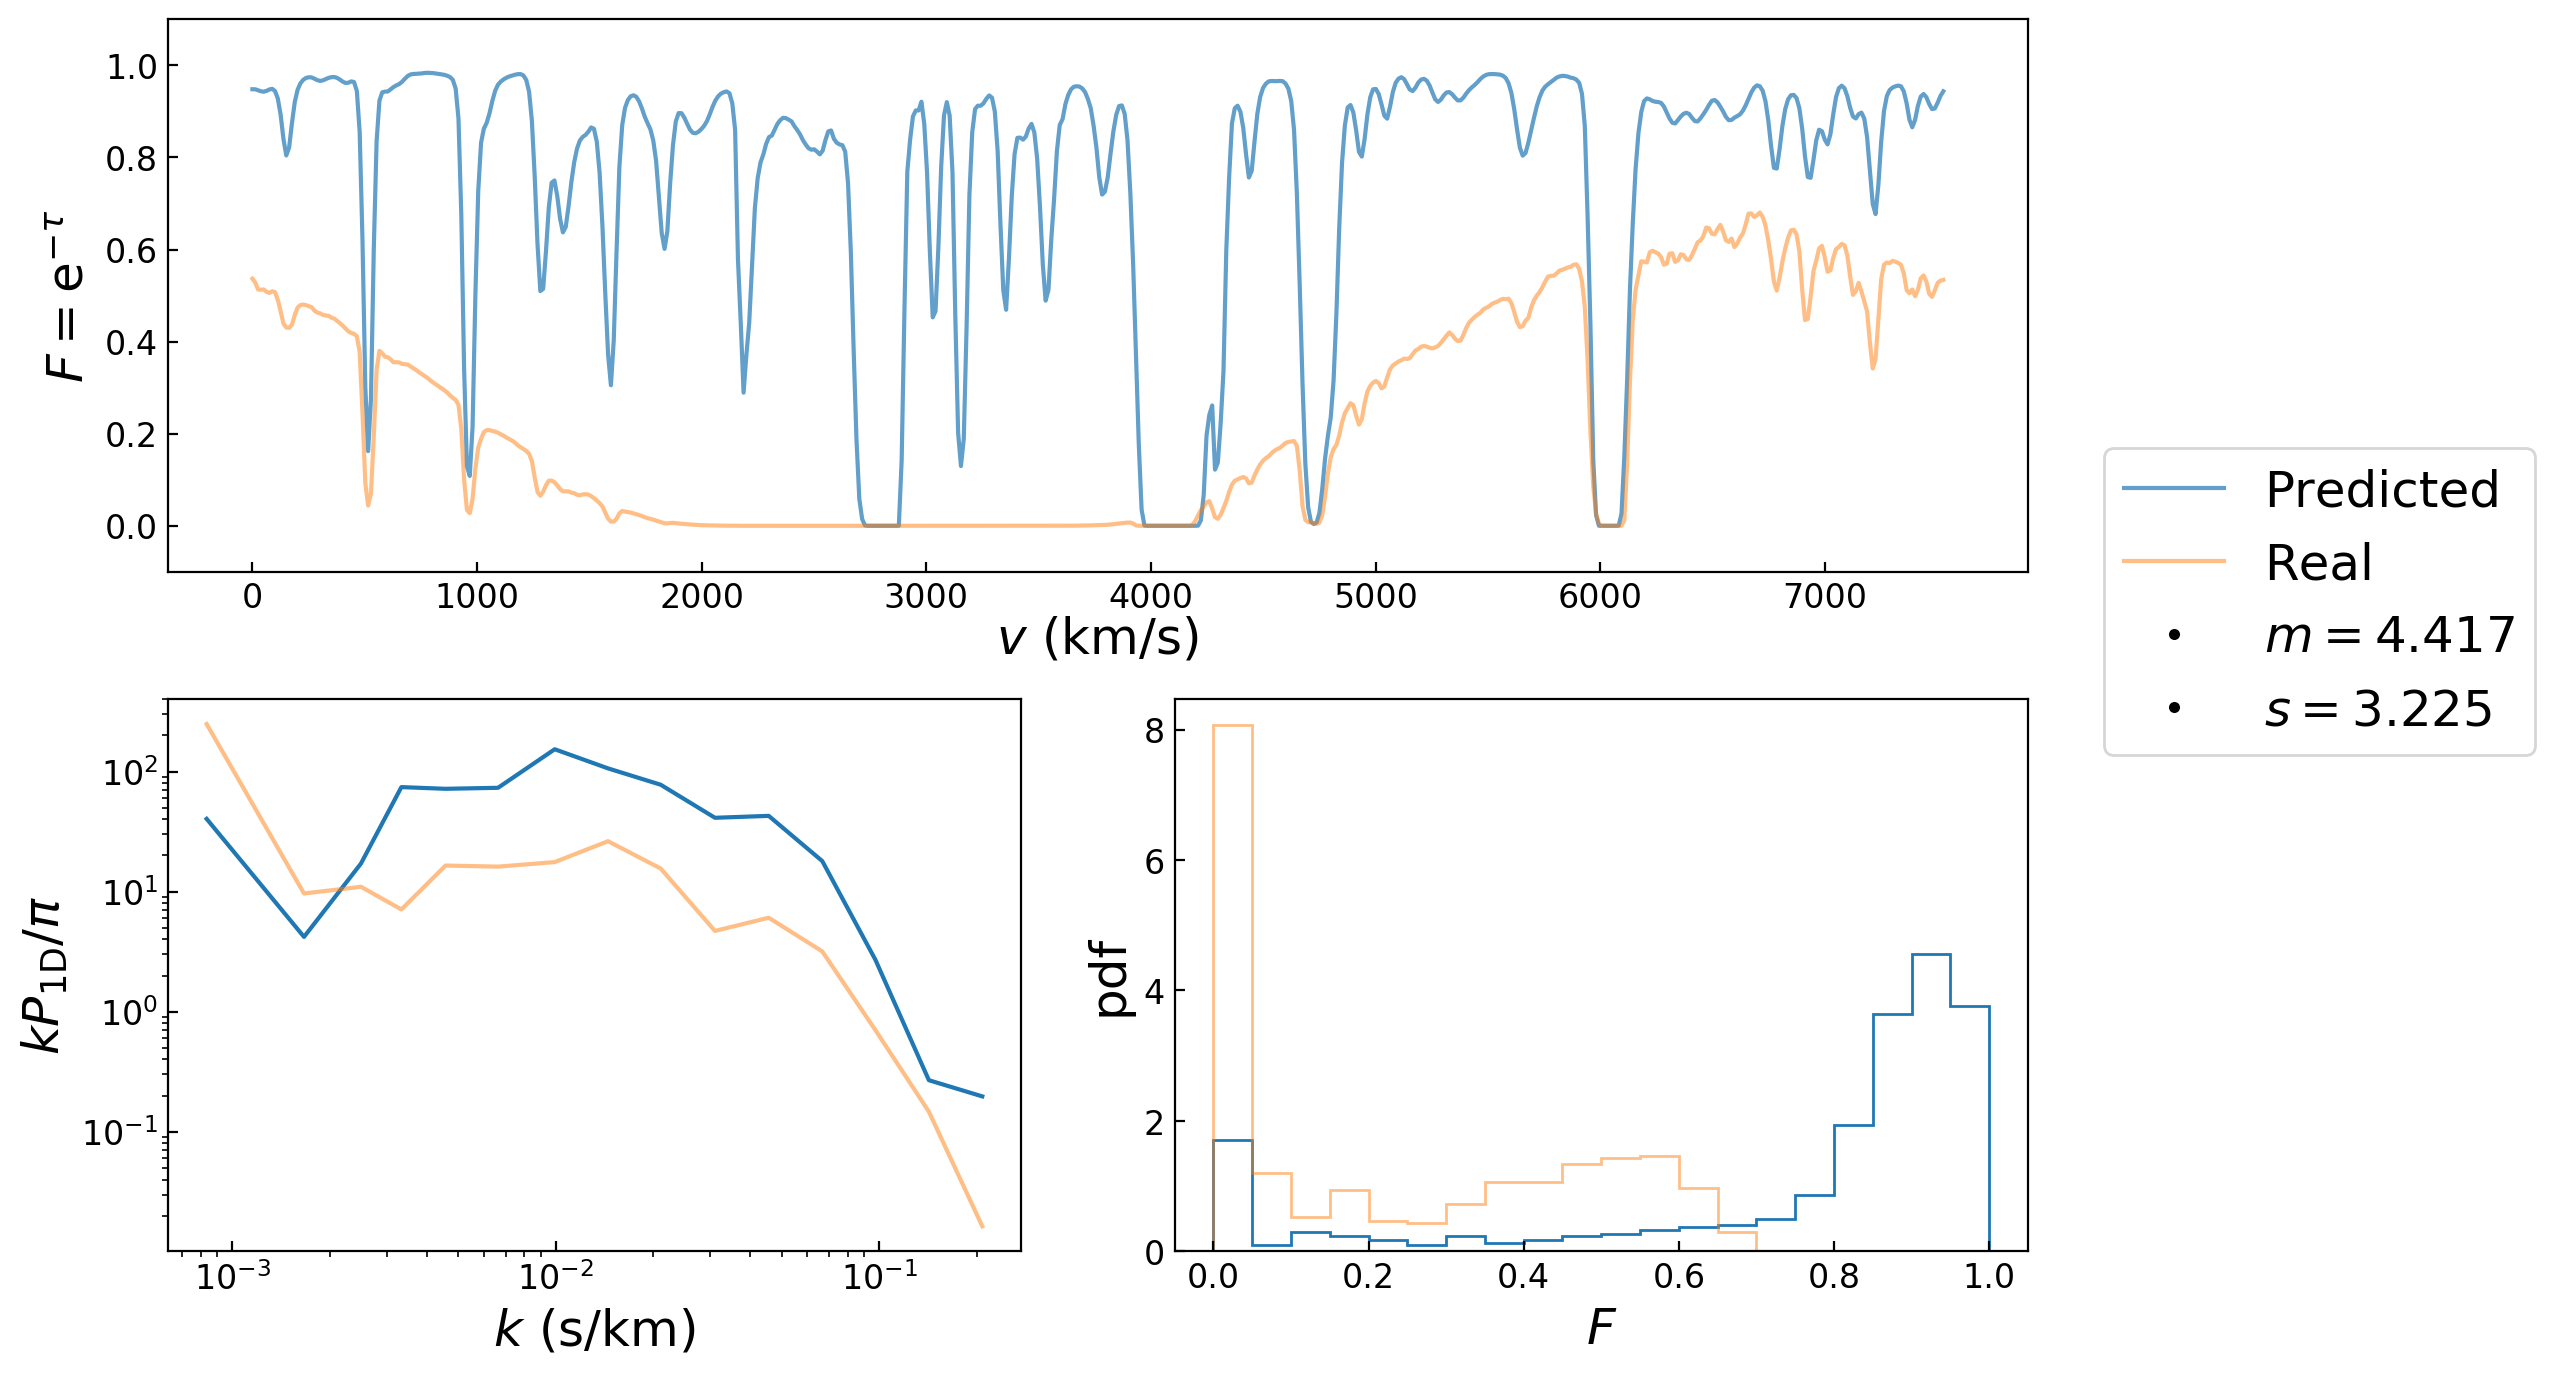 1.0
0.8
0.6
0.4
0.2
0.0
F = e^{−τ}
0 1000 2000 3000 4000 5000 6000 7000
v (km/s)
Predicted
Real
m = 4.417
s = 3.225
10^2
10^1
10^0
10^{−1}
kP_{1D}/π
10^{−3} 10^{−2} 10^{−1}
k (s/km)
8
6
4
2
0
pdf
0.0 0.2 0.4 0.6 0.8 1.0
F